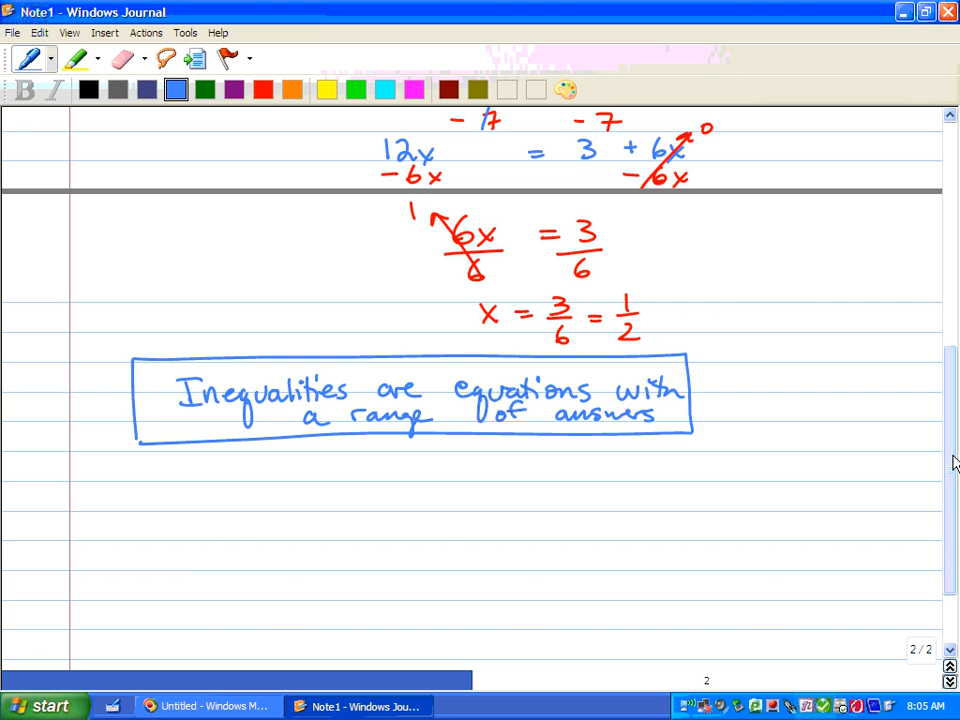 Note1 - Windows Journal
File Edit View Insert Actions Tools Help
B I
- 7 - 7
12x = 3 + 6x 0
- 6x - 6x
1
6x = 3
6 6
x = 3/6 = 1/2
Inequalities are equations with
a range of answers
2 / 2
2
start Untitled - Windows M... Note1 - Windows Jou... 8:05 AM